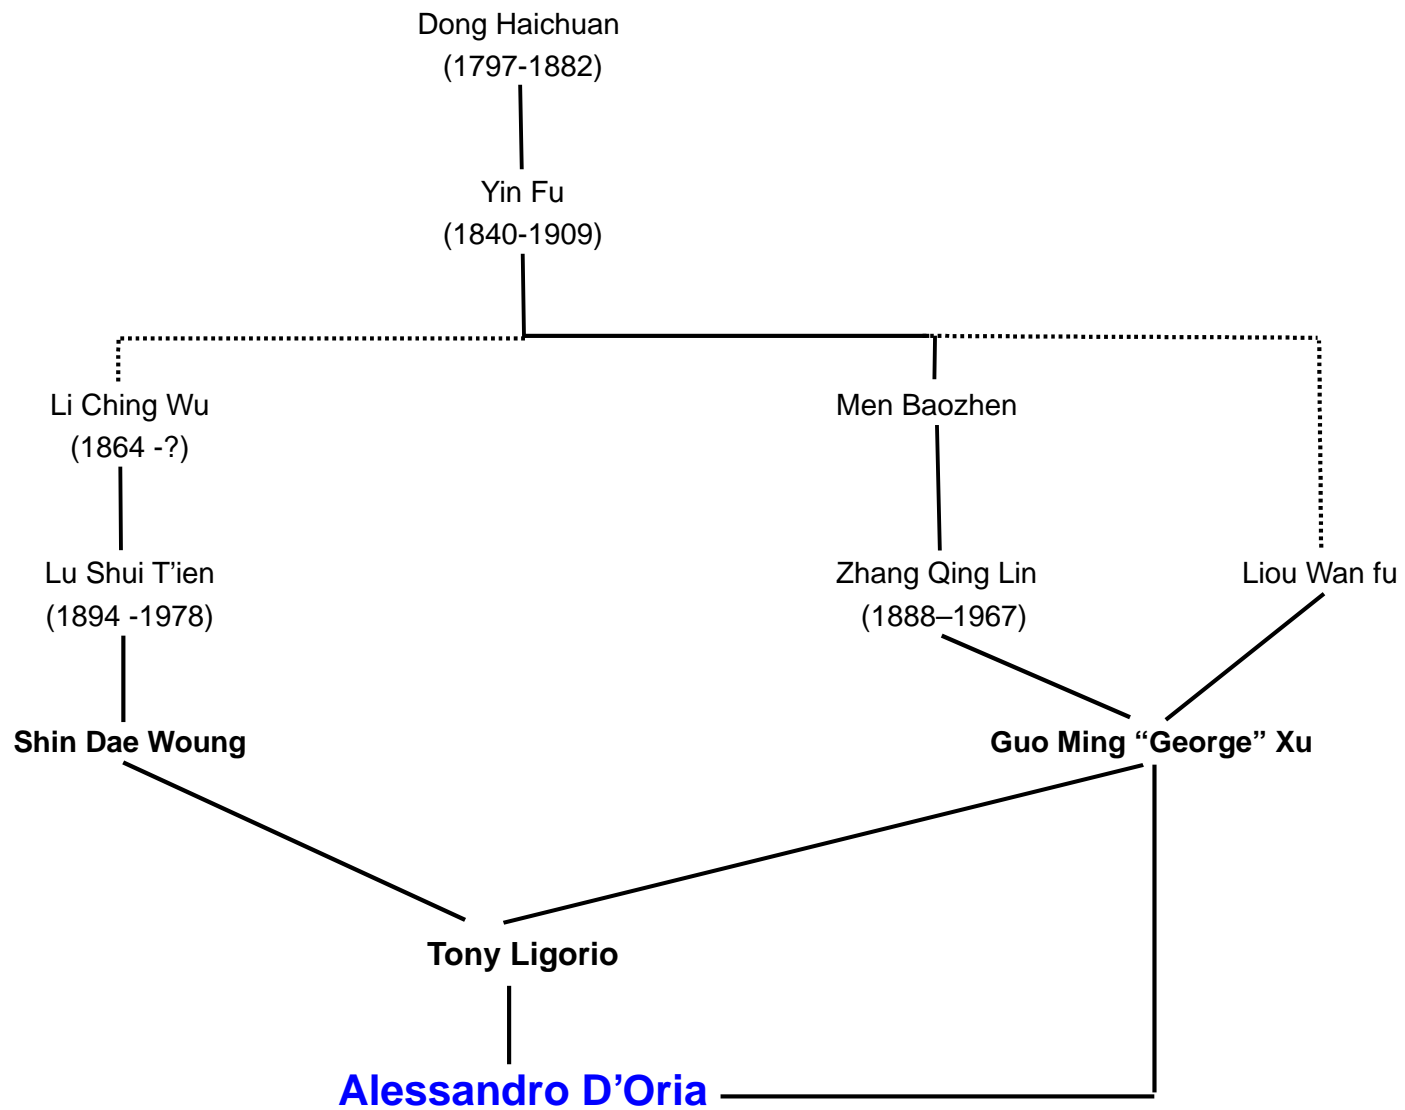 Dong Haichuan
(1797-1882)
Yin Fu
(1840-1909)
Li Ching Wu
(1864 -?)
Men Baozhen
Lu Shui T’ien
(1894 -1978)
Zhang Qing Lin
(1888–1967)
Liou Wan fu
Shin Dae Woung
Guo Ming “George” Xu
Tony Ligorio
Alessandro D’Oria